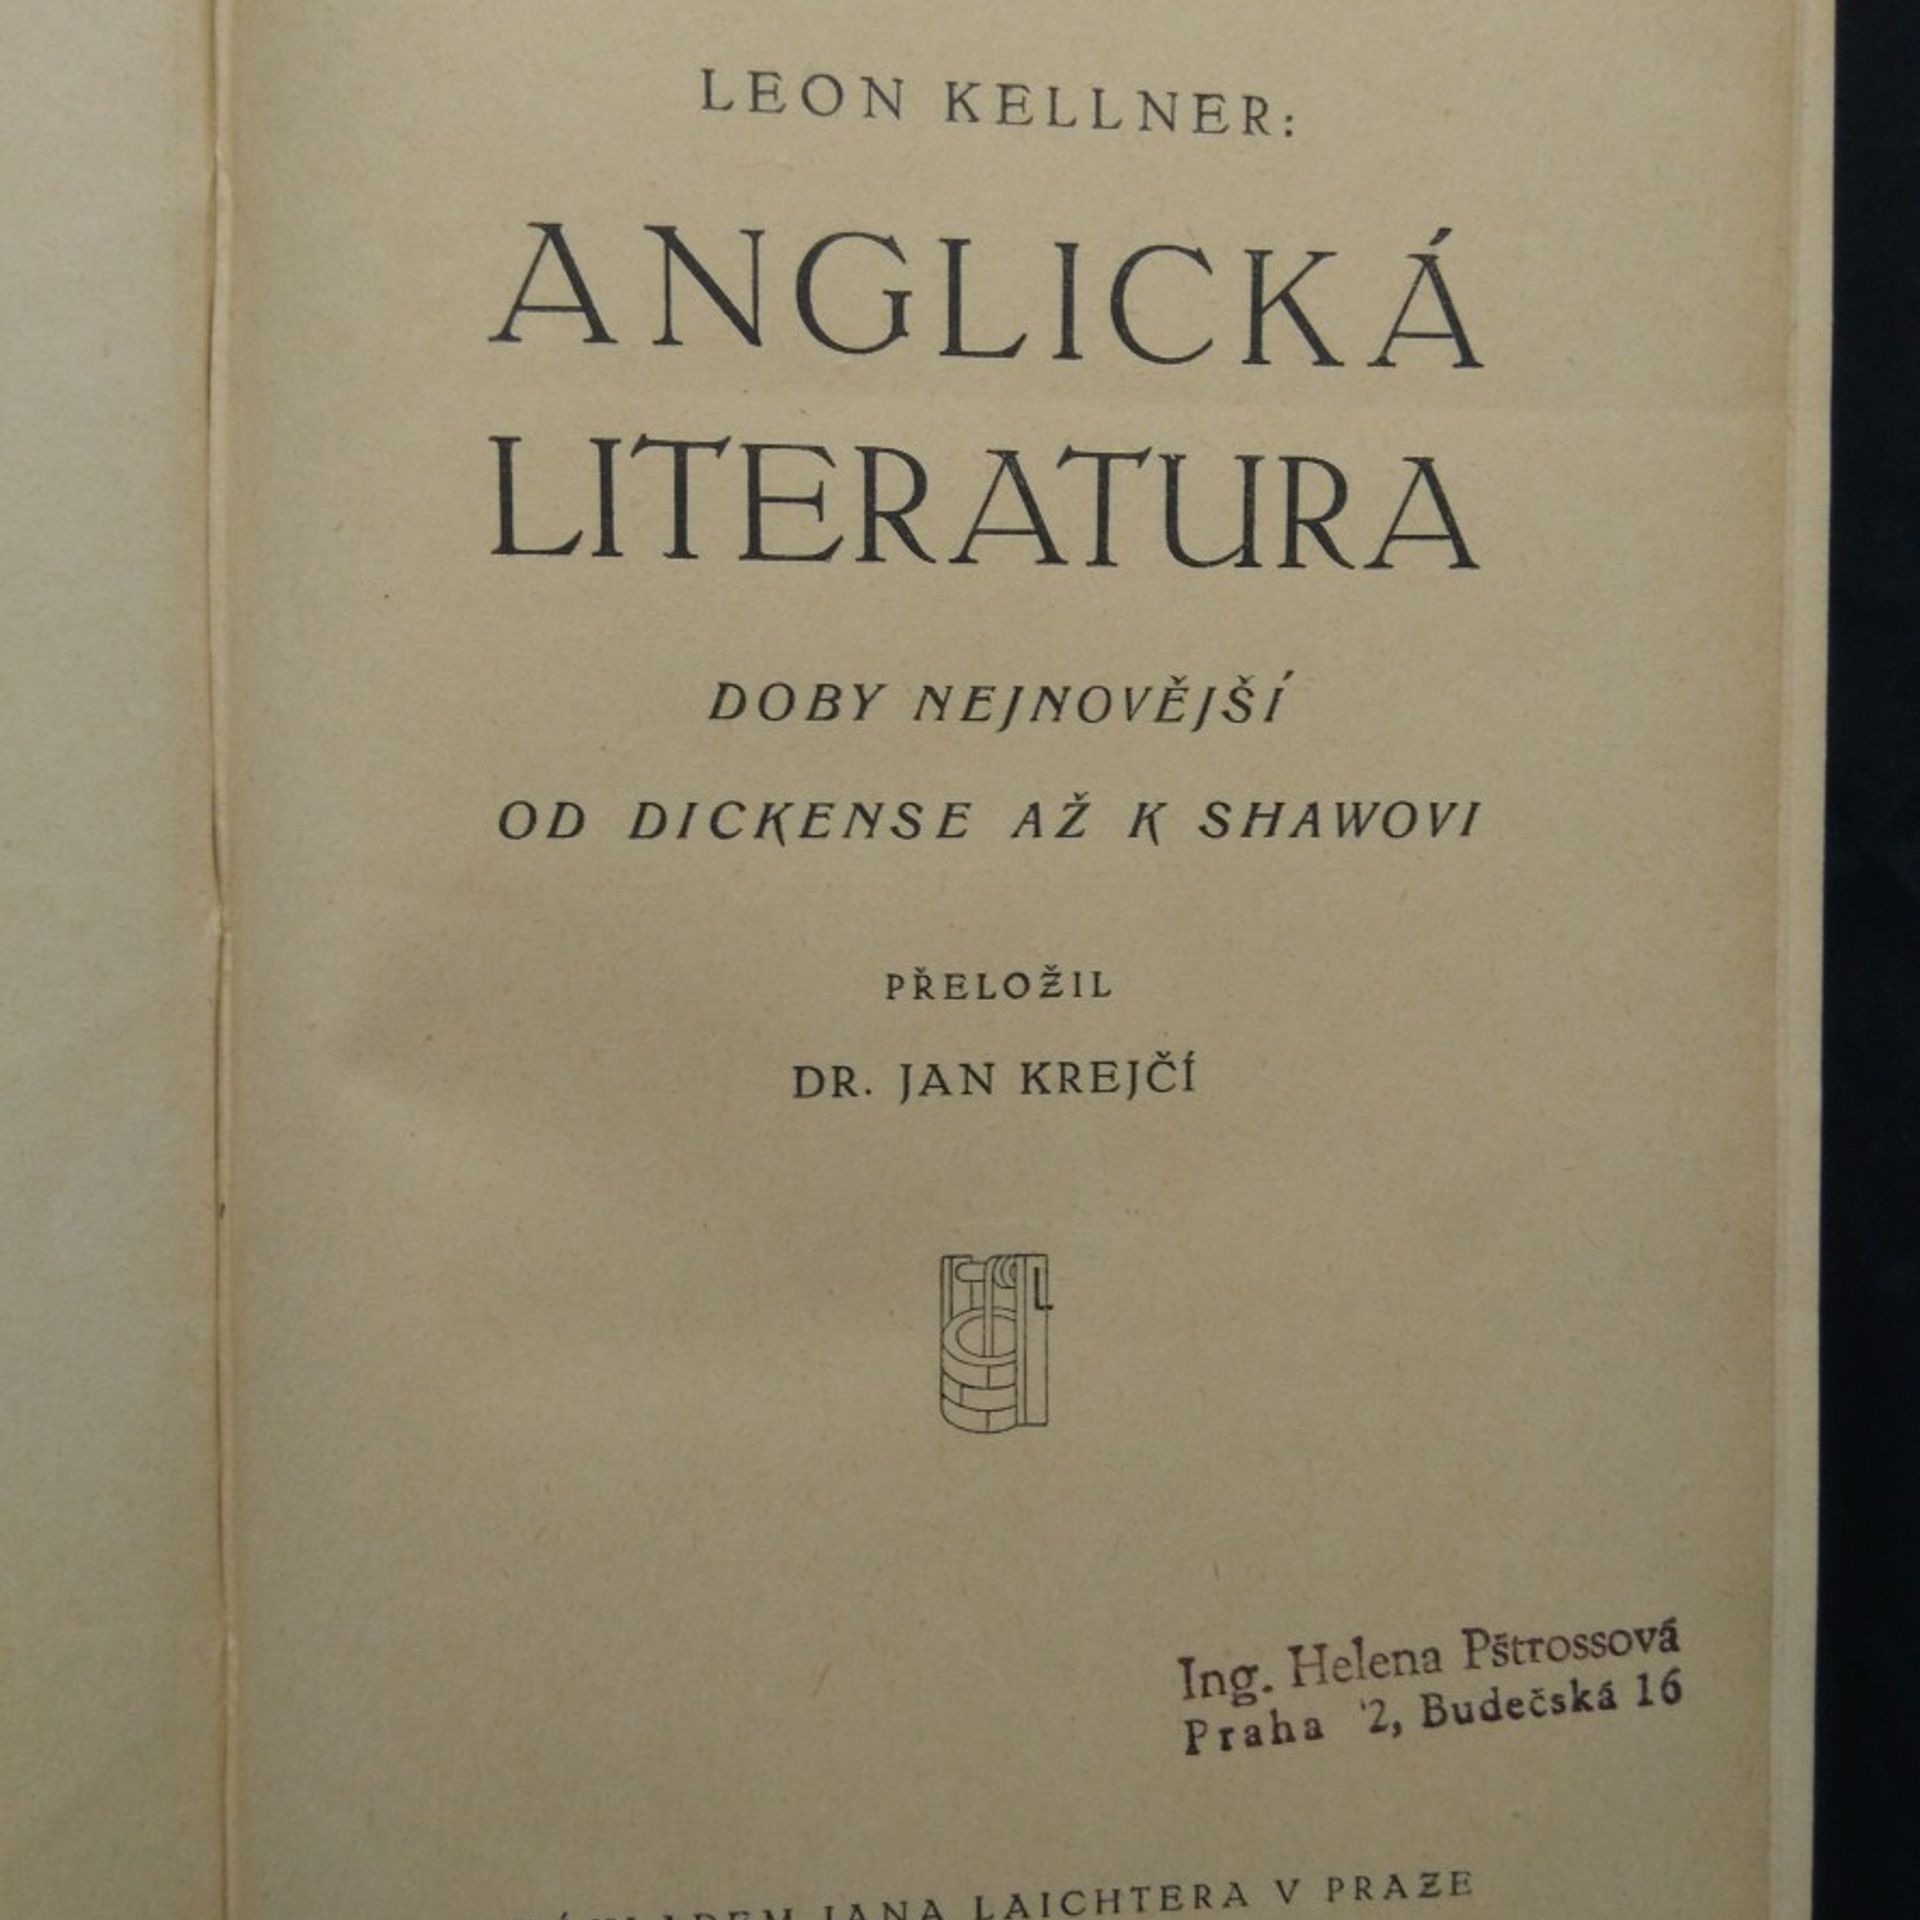 LEON KELLNER:
ANGLICKÁ
LITERATURA
DOBY NEJNOVĚJŠÍ
OD DICKENSE AŽ K SHAWOVI
PŘELOŽIL
DR. JAN KREJČÍ
Ing. Helena Pštrossová
Praha 2, Budečská 16
JANA LAICHTERA V PRAZE